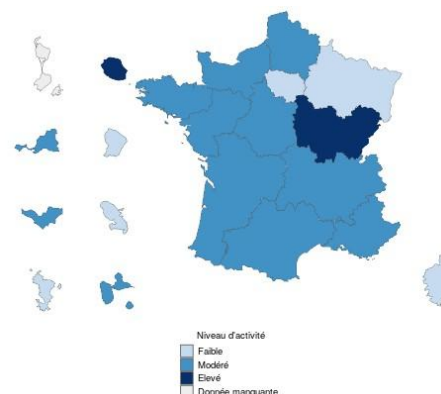 Niveau d'activité
Faible
Modéré
Elevé
Donnée manquante